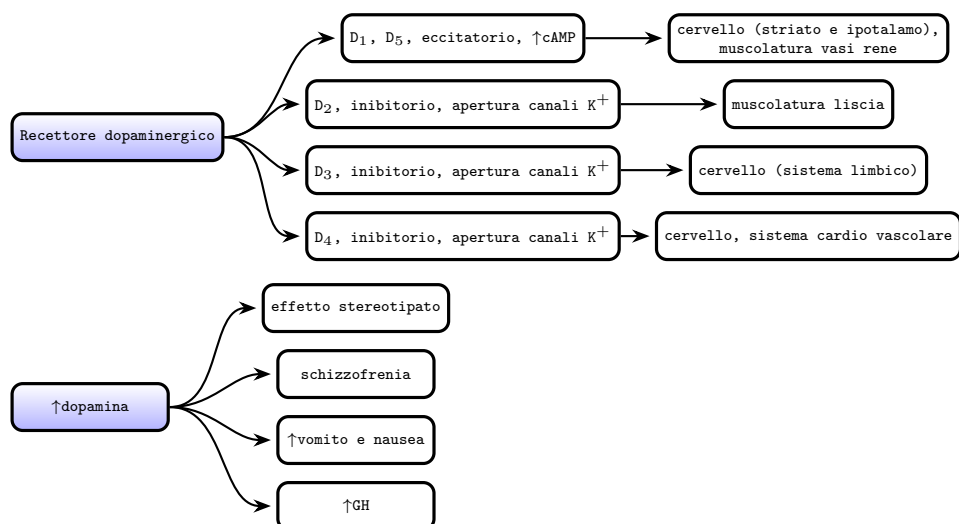 D₁, D₅, eccitatorio, ↑cAMP
cervello (striato e ipotalamo),
muscolatura vasi rene
Recettore dopaminergico
D₂, inibitorio, apertura canali K⁺
muscolatura liscia
D₃, inibitorio, apertura canali K⁺
cervello (sistema limbico)
D₄, inibitorio, apertura canali K⁺
cervello, sistema cardio vascolare
effetto stereotipato
schizzofrenia
↑dopamina
↑vomito e nausea
↑GH